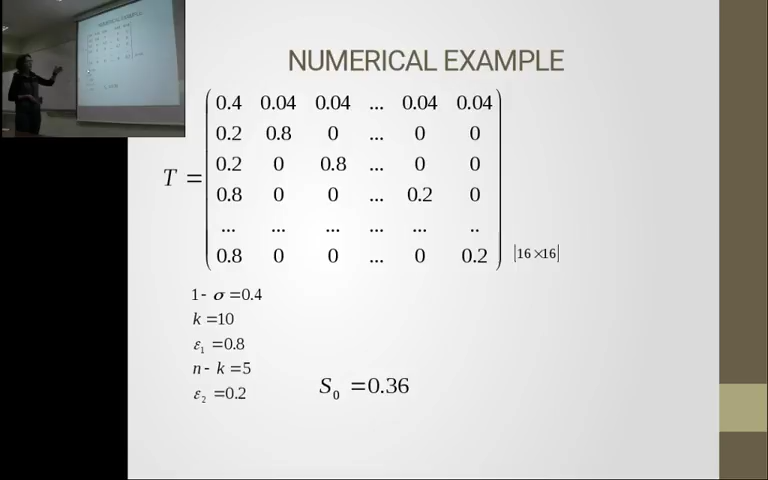 NUMERICAL EXAMPLE
T =
0.4 0.04 0.04 ... 0.04 0.04
0.2 0.8 0 ... 0 0
0.2 0 0.8 ... 0 0
0.8 0 0 ... 0.2 0
... ... ... ... ... ..
0.8 0 0 ... 0 0.2
|16×16|
1- σ =0.4
k =10
ε₁ =0.8
n- k =5
ε₂ =0.2
S₀ =0.36